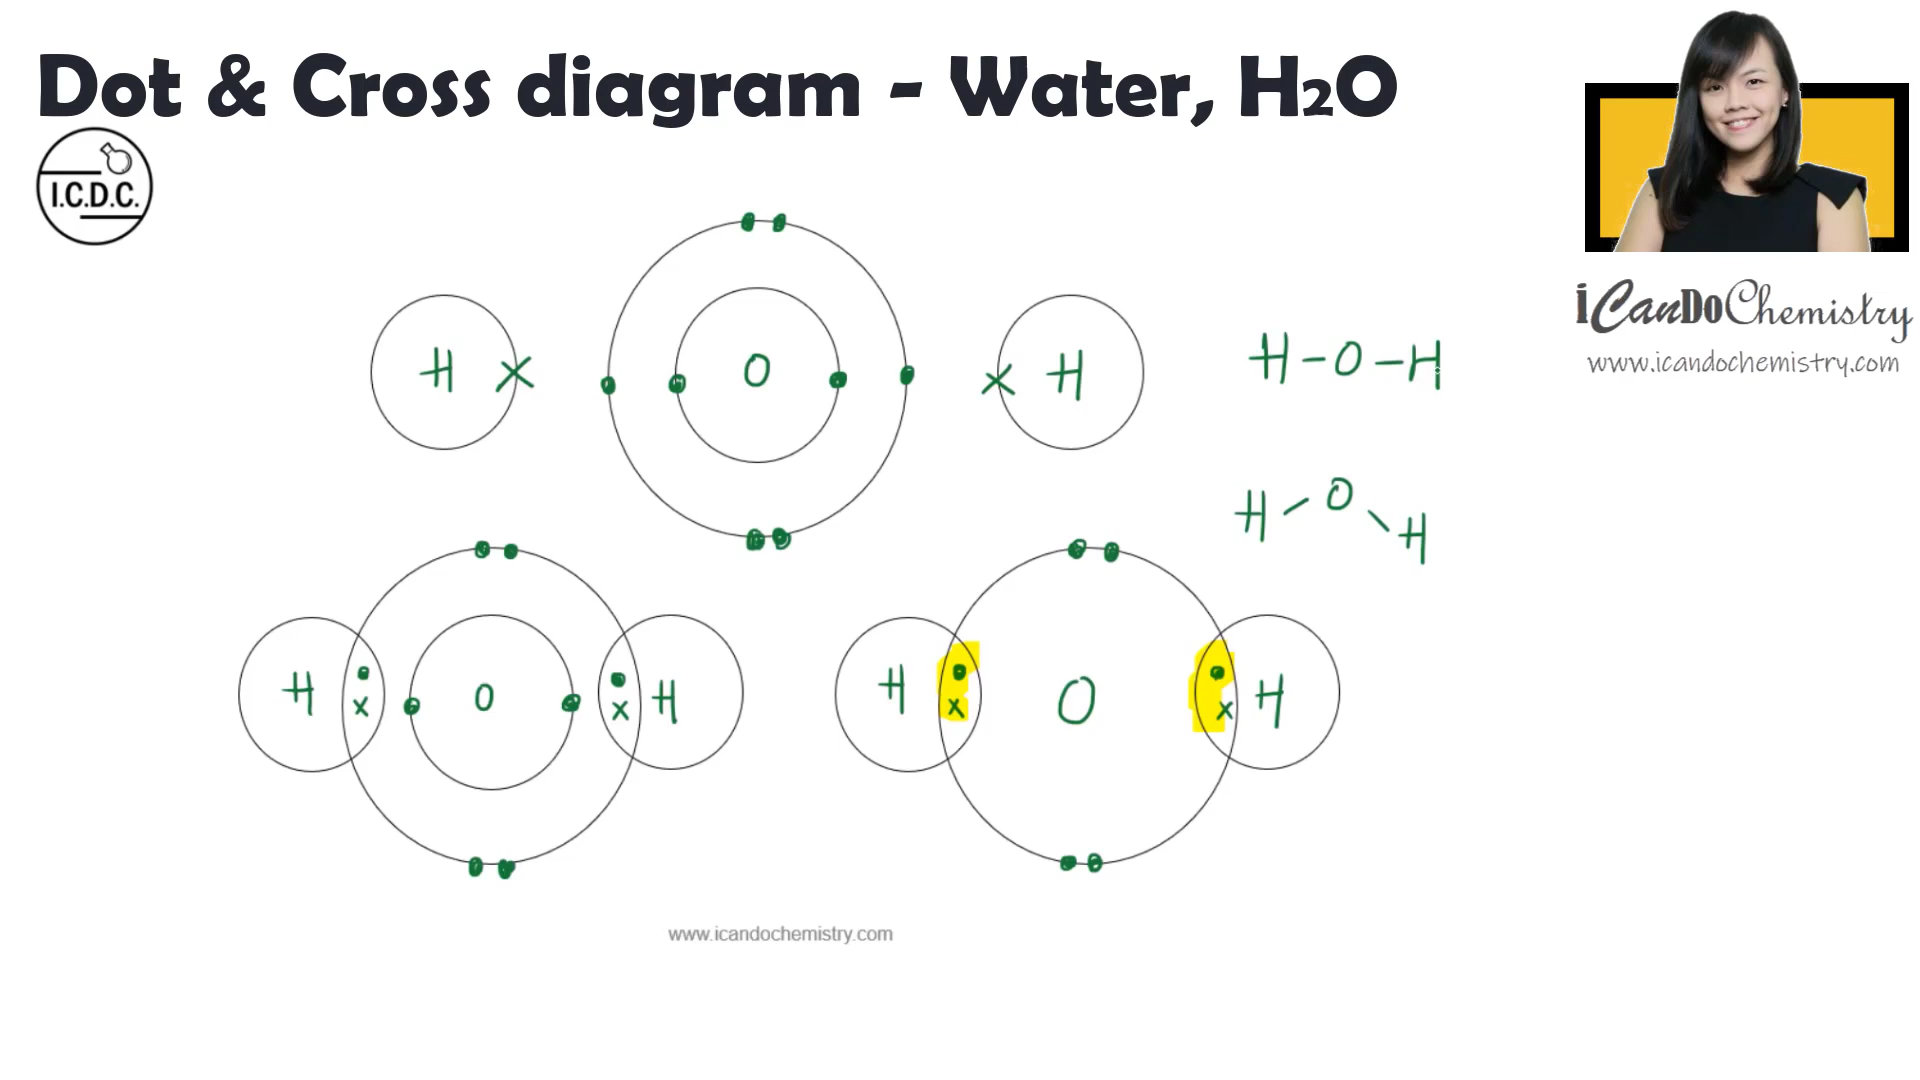 Dot & Cross diagram - Water, H₂O
I.C.D.C.
iCanDoChemistry
www.icandochemistry.com
H x O x H
H - O - H
H - O - H
H • x O • x H
H • x O • x H
www.icandochemistry.com